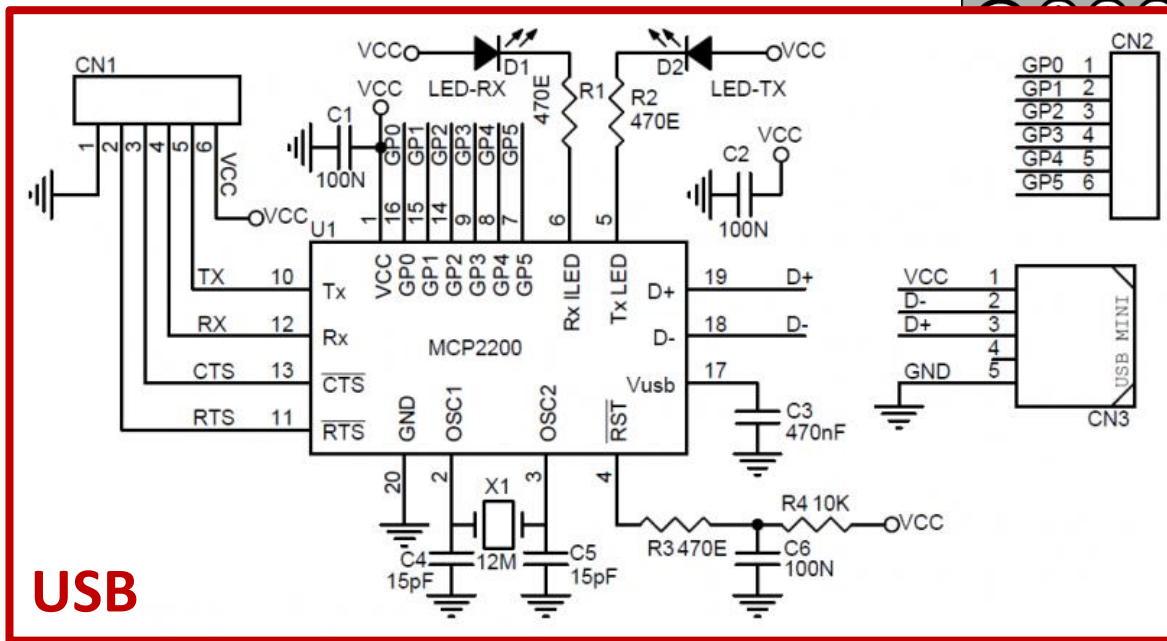 CN1
1
2
3
4
5
6
VCC
VCC
VCC
D1
LED-RX
470E
R1
D2
VCC
LED-TX
R2
470E
VCC
C1
100N
GP0
GP1
GP2
GP3
GP4
GP5
1
16
15
14
9
8
7
6
5
C2
VCC
100N
CN2
GP0 1
GP1 2
GP2 3
GP3 4
GP4 5
GP5 6
U1
VCC
GP0
GP1
GP2
GP3
GP4
GP5
Rx lLED
Tx LED
TX 10 Tx
RX 12 Rx
CTS 13 CTS
RTS 11 RTS
MCP2200
D+ 19 D+
D- 18 D-
Vusb 17
GND
OSC1
OSC2
RST
20
2
3
4
C3
470nF
VCC 1
D- 2
D+ 3
4
GND 5
USB MINI
CN3
X1
12M
C4
15pF
C5
15pF
R3 470E
R4 10K
VCC
C6
100N
USB